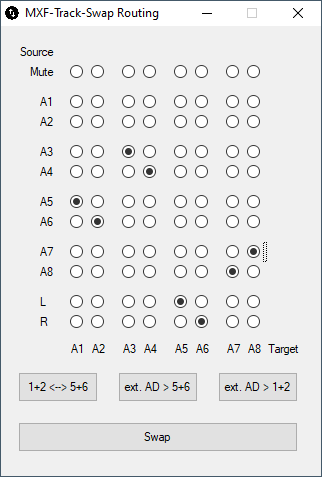 MXF-Track-Swap Routing
Source
Mute
A1
A2
A3
A4
A5
A6
A7
A8
L
R
A1 A2 A3 A4 A5 A6 A7 A8 Target
1+2 <--> 5+6 ext. AD > 5+6 ext. AD > 1+2
Swap